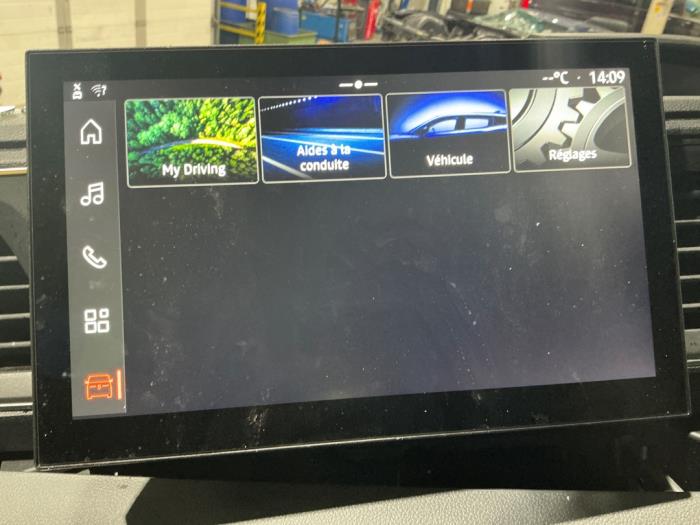 --°C · 14:09
My Driving
Aides à la
conduite
Véhicule
Réglages